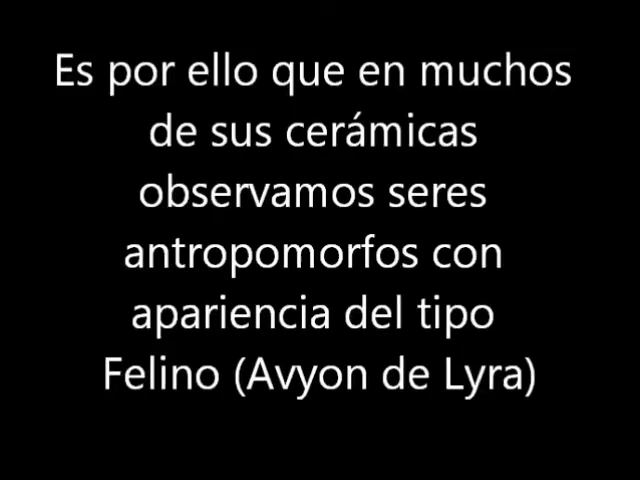 Es por ello que en muchos
de sus cerámicas
observamos seres
antropomorfos con
apariencia del tipo
Felino (Avyon de Lyra)